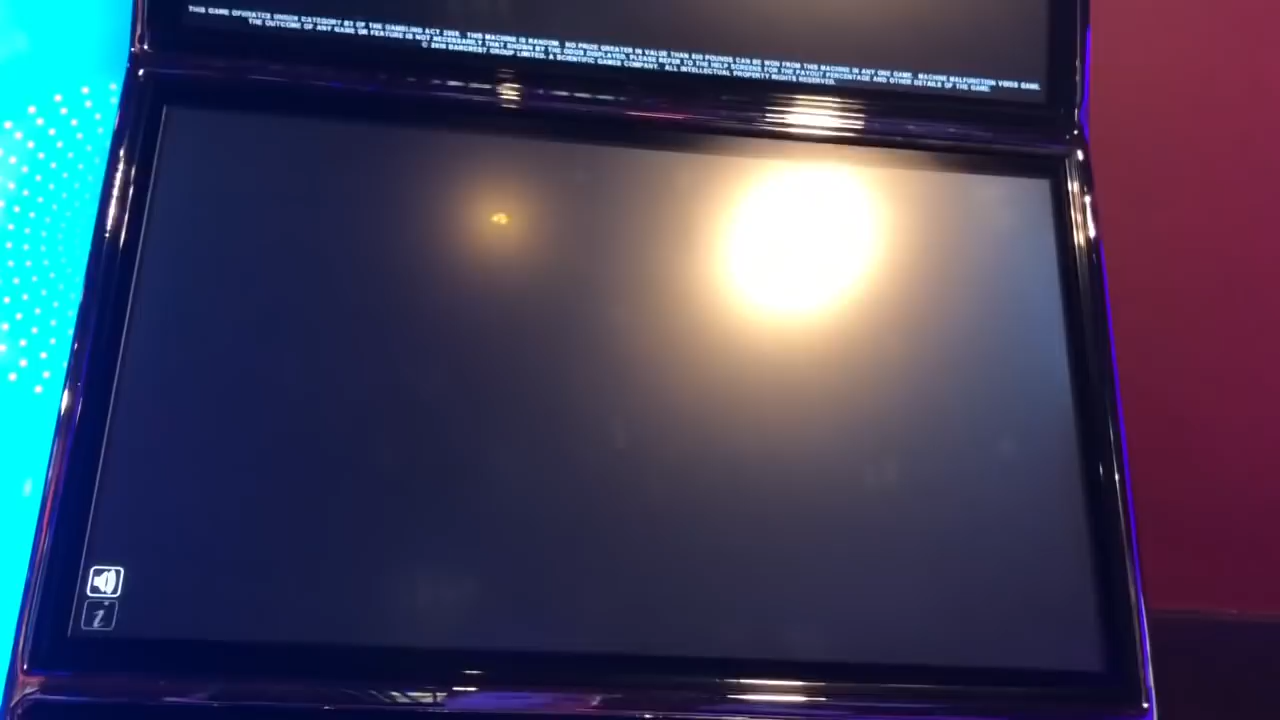 THIS GAME OPERATES UNDER CATEGORY B3 OF THE GAMBLING ACT 2005. THIS MACHINE IS RANDOM. NO PRIZE GREATER IN VALUE THAN 500 POUNDS CAN BE WON FROM THIS MACHINE IN ANY ONE GAME. MACHINE MALFUNCTION VOIDS GAME.
THE OUTCOME OF ANY GAME OR FEATURE IS NOT NECESSARILY THAT SHOWN BY THE ODDS DISPLAYED. PLEASE REFER TO THE HELP SCREENS FOR THE PAYOUT PERCENTAGE AND OTHER DETAILS OF THE GAME.
BARCREST GROUP LIMITED. A SCIENTIFIC GAMES COMPANY. ALL INTELLECTUAL PROPERTY RIGHTS RESERVED.
i